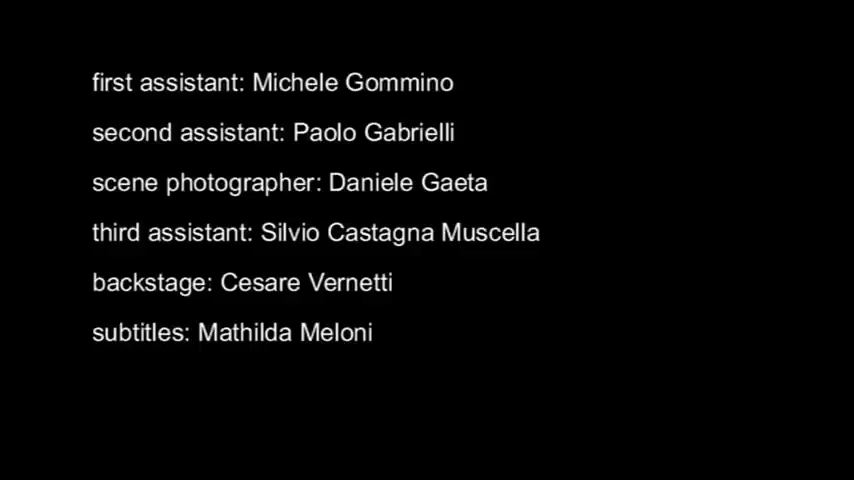 first assistant: Michele Gommino
second assistant: Paolo Gabrielli
scene photographer: Daniele Gaeta
third assistant: Silvio Castagna Muscella
backstage: Cesare Vernetti
subtitles: Mathilda Meloni